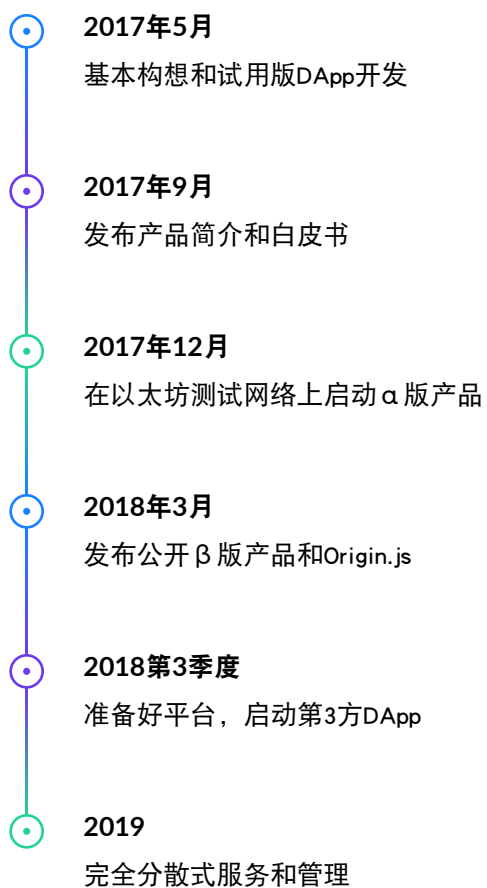 2017年5月
基本构想和试用版DApp开发
2017年9月
发布产品简介和白皮书
2017年12月
在以太坊测试网络上启动α版产品
2018年3月
发布公开β版产品和Origin.js
2018第3季度
准备好平台，启动第3方DApp
2019
完全分散式服务和管理